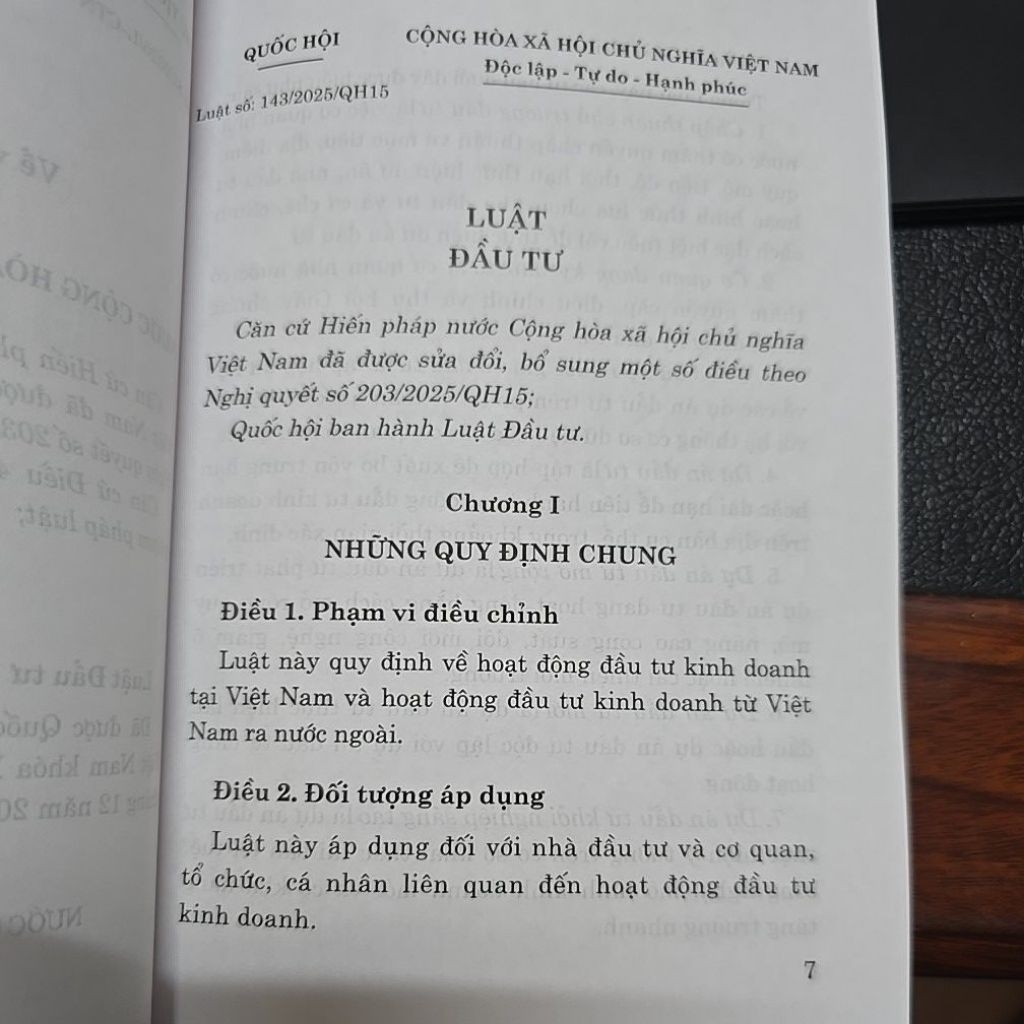 QUỐC HỘI
CỘNG HÒA XÃ HỘI CHỦ NGHĨA VIỆT NAM
Độc lập - Tự do - Hạnh phúc
Luật số: 143/2025/QH15
LUẬT
ĐẦU TƯ
Căn cứ Hiến pháp nước Cộng hòa xã hội chủ nghĩa
Việt Nam đã được sửa đổi, bổ sung một số điều theo
Nghị quyết số 203/2025/QH15;
Quốc hội ban hành Luật Đầu tư.
Chương I
NHỮNG QUY ĐỊNH CHUNG
Điều 1. Phạm vi điều chỉnh
Luật này quy định về hoạt động đầu tư kinh doanh
tại Việt Nam và hoạt động đầu tư kinh doanh từ Việt
Nam ra nước ngoài.
Điều 2. Đối tượng áp dụng
Luật này áp dụng đối với nhà đầu tư và cơ quan,
tổ chức, cá nhân liên quan đến hoạt động đầu tư
kinh doanh.
7